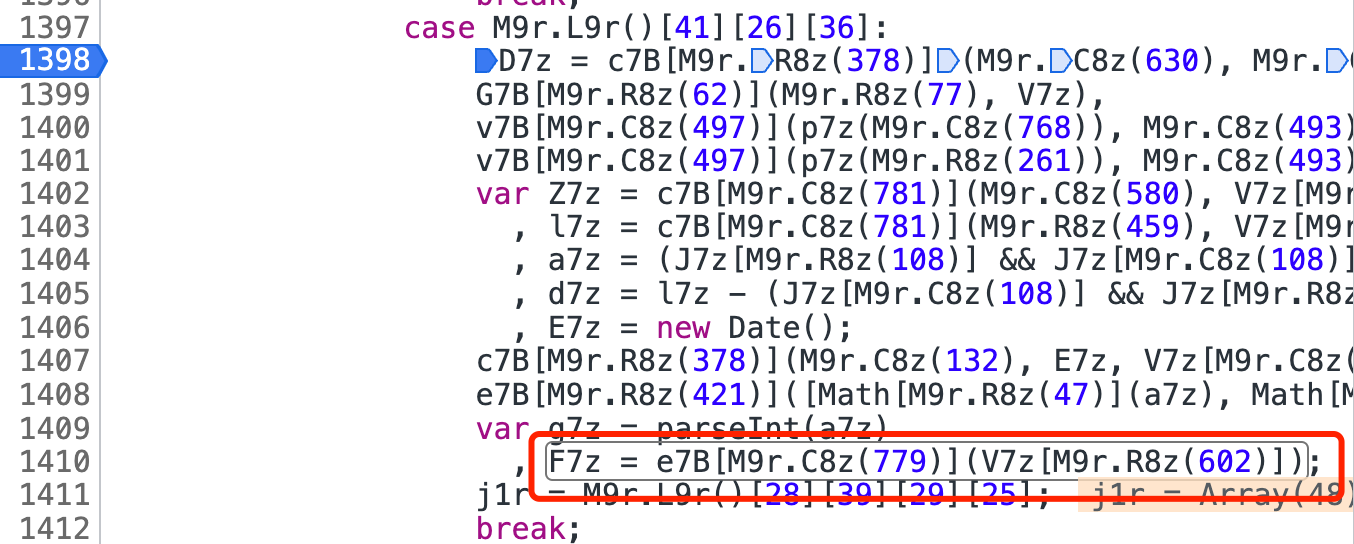 break;
1397 case M9r.L9r()[41][26][36]:
1398 D7z = c7B[M9r.R8z(378)](M9r.C8z(630), M9r.
1399 G7B[M9r.R8z(62)](M9r.R8z(77), V7z),
1400 v7B[M9r.C8z(497)](p7z(M9r.C8z(768)), M9r.C8z(493)
1401 v7B[M9r.C8z(497)](p7z(M9r.R8z(261)), M9r.C8z(493)
1402 var Z7z = c7B[M9r.C8z(781)](M9r.C8z(580), V7z[M9r
1403 , l7z = c7B[M9r.C8z(781)](M9r.R8z(459), V7z[M9r
1404 , a7z = (J7z[M9r.R8z(108)] && J7z[M9r.C8z(108)]
1405 , d7z = l7z - (J7z[M9r.C8z(108)] && J7z[M9r.R8z
1406 , E7z = new Date();
1407 c7B[M9r.R8z(378)](M9r.C8z(132), E7z, V7z[M9r.C8z(
1408 e7B[M9r.R8z(421)]([Math[M9r.R8z(47)](a7z), Math[M
1409 var g7z = parseInt(a7z)
1410 , F7z = e7B[M9r.C8z(779)](V7z[M9r.R8z(602)]);
1411 j1r = M9r.L9r()[28][39][29][25]; j1r = Array(48)
1412 break;